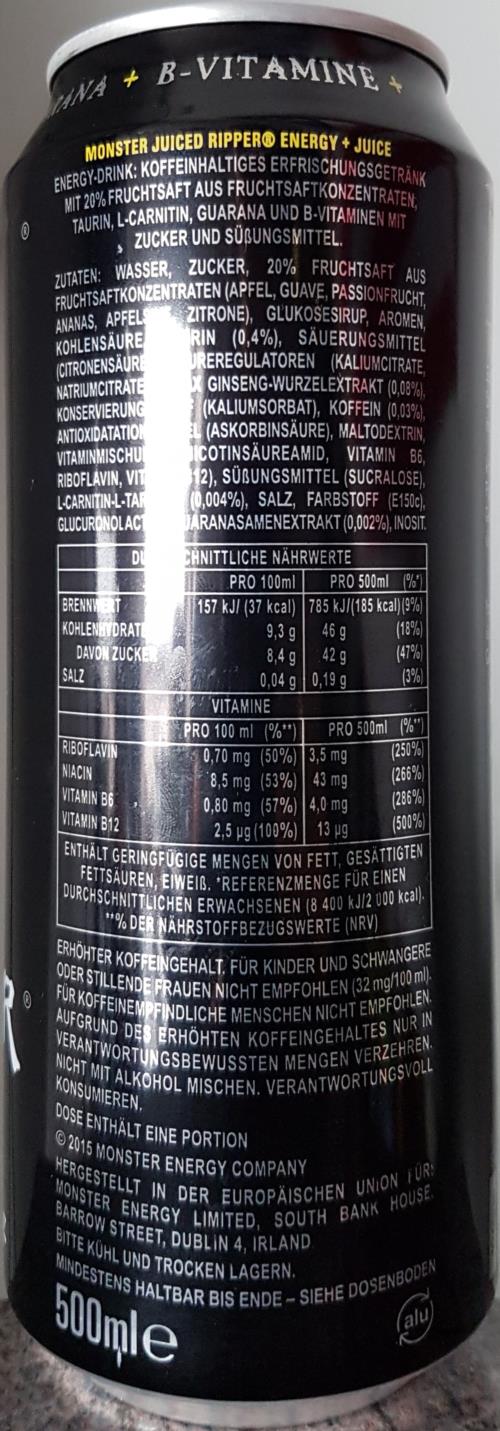 + B-VITAMINE +
MONSTER JUICED RIPPER® ENERGY + JUICE
ENERGY-DRINK: KOFFEINHALTIGES ERFRISCHUNGSGETRÄNK
MIT 20% FRUCHTSAFT AUS FRUCHTSAFTKONZENTRATEN,
TAURIN, L-CARNITIN, GUARANA UND B-VITAMINEN MIT
ZUCKER UND SÜßUNGSMITTEL.
ZUTATEN: WASSER, ZUCKER, 20% FRUCHTSAFT AUS
FRUCHTSAFTKONZENTRATEN (APFEL, GUAVE, PASSIONFRUCHT,
ANANAS, ZITRONE), GLUKOSESIRUP, AROMEN,
KOHLENSÄURE (0,4%), SÄUERUNGSMITTEL
(CITRONENSÄURE (KALIUMCITRATE,
NATRIUMCITRATE GINSENG-WURZELEXTRAKT (0,08%),
(KALIUMSORBAT), KOFFEIN (0,03%),
(ASKORBINSÄURE), MALTODEXTRIN,
VITAMIN B6,
RIBOFLAVIN, SÜßUNGSMITTEL (SUCRALOSE),
(0,004%), SALZ, FARBSTOFF (E150c),
(0,002%), INOSIT.
NÄHRWERTE
PRO 100ml PRO 500ml (%*)
BRENNWERT 157 kJ/ (37 kcal) 785 kJ/(185 kcal)(9%)
KOHLENHYDRATE 9,3 g 46 g (18%)
DAVON ZUCKER 8,4 g 42 g (47%)
SALZ 0,04 g 0,19 g (3%)
VITAMINE
PRO 100 ml (%**) PRO 500ml (%**)
RIBOFLAVIN 0,70 mg (50%) 3,5 mg (250%)
NIACIN 8,5 mg (53%) 43 mg (266%)
VITAMIN B6 0,80 mg (57%) 4,0 mg (286%)
VITAMIN B12 2,5 µg (100%) 13 µg (500%)
ENTHÄLT GERINGFÜGIGE MENGEN VON FETT, GESÄTTIGTEN
FETTSÄUREN, EIWEIß. *REFERENZMENGE FÜR EINEN
DURCHSCHNITTLICHEN ERWACHSENEN (8 400 kJ/2 000 kcal).
**% DER NÄHRSTOFFBEZUGSWERTE (NRV)
ERHÖHTER KOFFEINGEHALT. FÜR KINDER UND SCHWANGERE
ODER STILLENDE FRAUEN NICHT EMPFOHLEN (32 mg/100 ml).
FÜR KOFFEINEMPFINDLICHE MENSCHEN NICHT EMPFOHLEN.
AUFGRUND DES ERHÖHTEN KOFFEINGEHALTES NUR IN
VERANTWORTUNGSBEWUSSTEN MENGEN VERZEHREN.
NICHT MIT ALKOHOL MISCHEN. VERANTWORTUNGSVOLL
KONSUMIEREN.
DOSE ENTHÄLT EINE PORTION
© 2015 MONSTER ENERGY COMPANY
HERGESTELLT IN DER EUROPÄISCHEN UNION FÜR:
MONSTER ENERGY LIMITED, SOUTH BANK HOUSE,
BARROW STREET, DUBLIN 4, IRLAND
BITTE KÜHL UND TROCKEN LAGERN.
MINDESTENS HALTBAR BIS ENDE – SIEHE DOSENBODEN
500ml e
alu